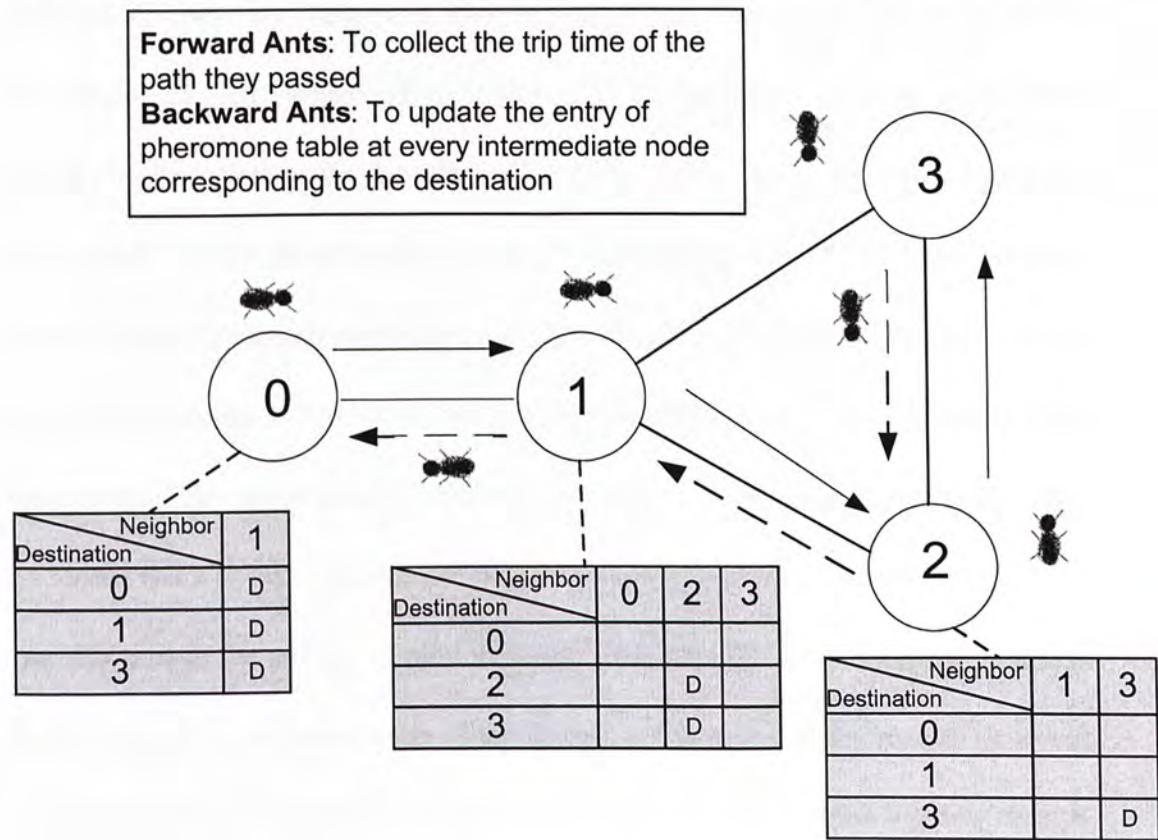 Forward Ants: To collect the trip time of the
path they passed
Backward Ants: To update the entry of
pheromone table at every intermediate node
corresponding to the destination
3
0
1
2
Neighbor 1
Destination
0 D
1 D
3 D
Neighbor 0 2 3
Destination
0
2 D
3 D
Neighbor 1 3
Destination
0
1
3 D